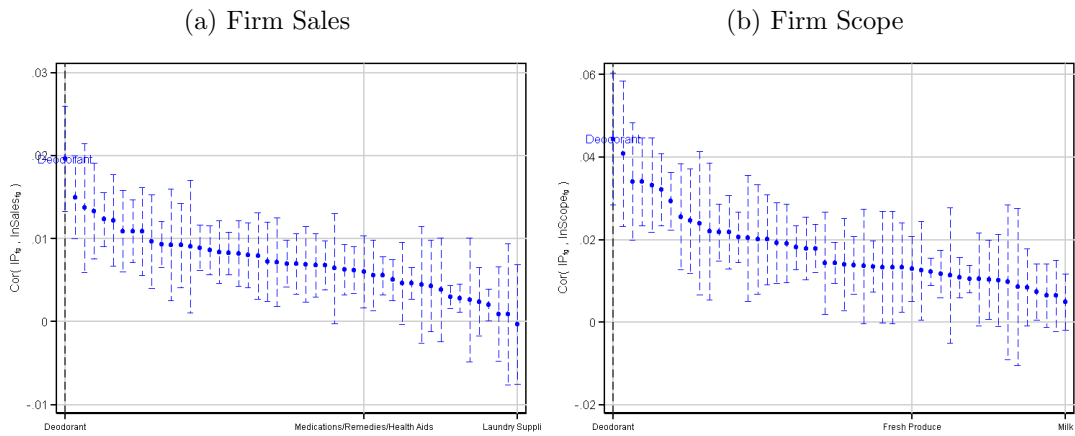 (a) Firm Sales
(b) Firm Scope
.03
.02
.01
0
-.01
Cor( IP_fg , lnSales_fg )
Deodorant
Deodorant
Medications/Remedies/Health Aids
Laundry Suppli
.06
.04
.02
0
-.02
Cor( IP_fg , lnScope_fg )
Deodorant
Deodorant
Fresh Produce
Milk